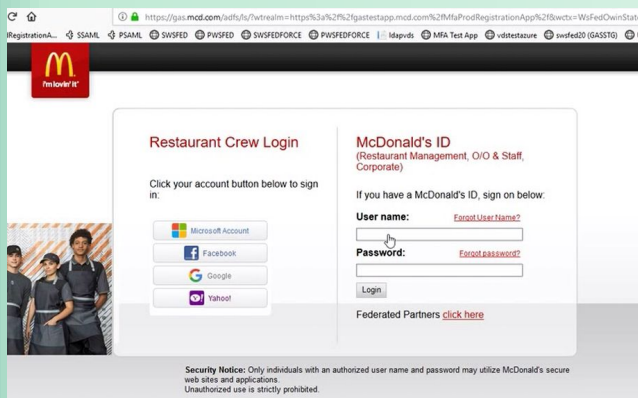 https://gas.mcd.com/adfs/ls/?wtrealm=https%3a%2f%2fgastestapp.mcd.com%2fMfaProdRegistrationApp%2f&wctx=WsFedOwinState
RegistrationA... SSAML PSAML SWSFED PWSFED SWSFEDFORCE PWSFEDFORCE ldapvds MFA Test App vdstestazure swsfed20 (GASSTG)
i'm lovin' it
Restaurant Crew Login
Click your account button below to sign
in:
Microsoft Account
Facebook
Google
Yahoo!
McDonald's ID
(Restaurant Management, O/O & Staff,
Corporate)
If you have a McDonald's ID, sign on below:
User name: Forgot User Name?
Password: Forgot password?
Login
Federated Partners click here
Security Notice: Only individuals with an authorized user name and password may utilize McDonald's secure
web sites and applications.
Unauthorized use is strictly prohibited.